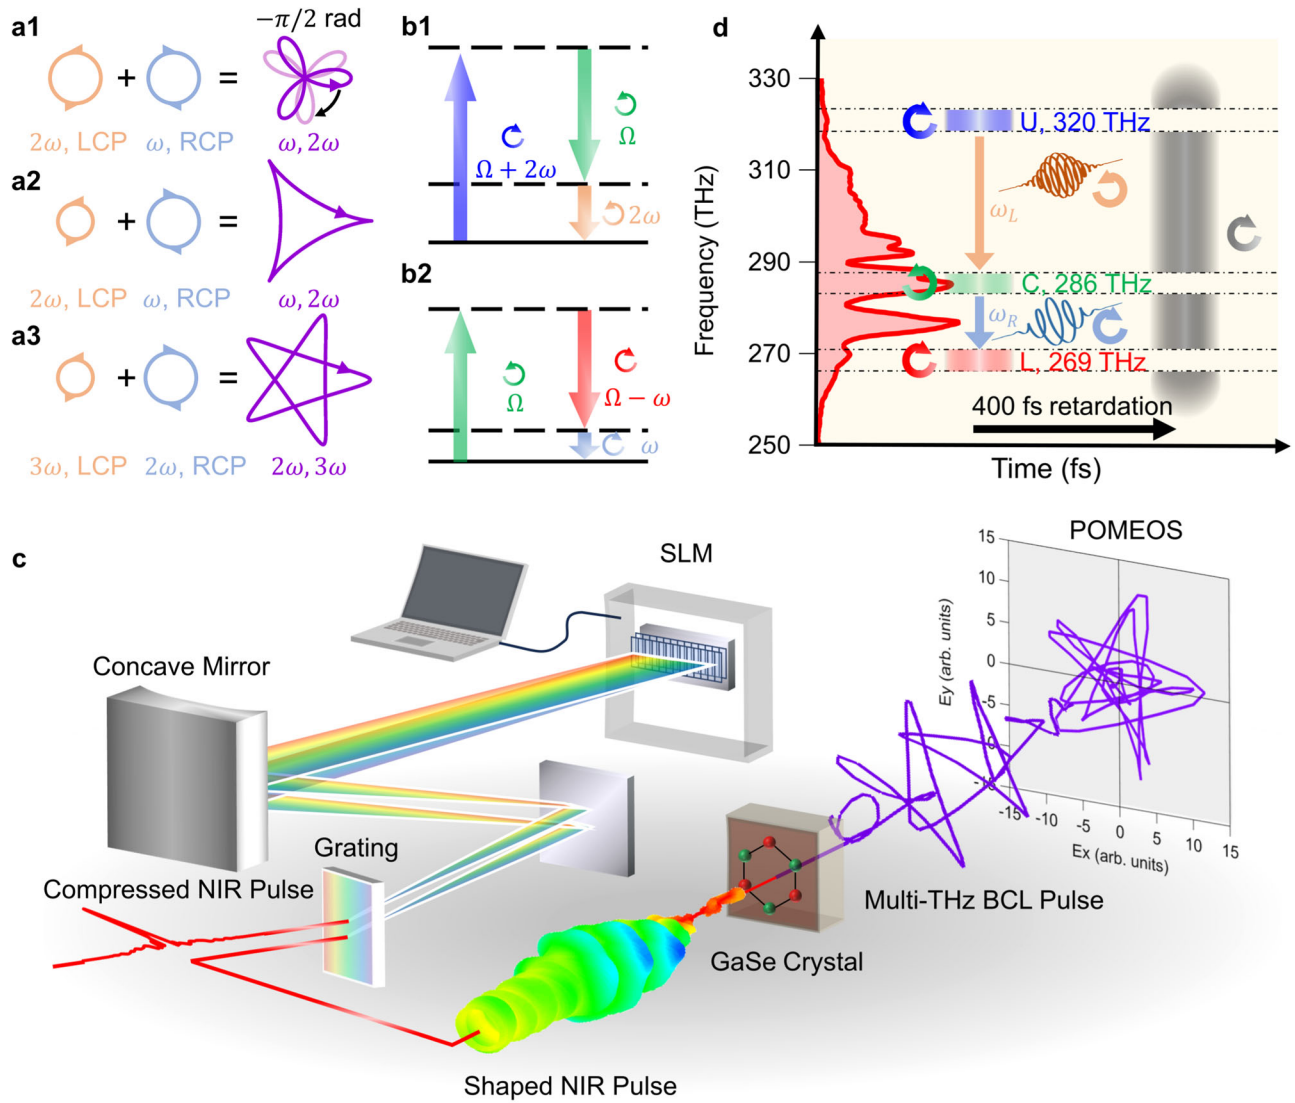 a1
−π/2 rad
+
=
2ω, LCP
ω, RCP
ω, 2ω
a2
+
=
2ω, LCP
ω, RCP
ω, 2ω
a3
+
=
3ω, LCP
2ω, RCP
2ω, 3ω
b1
Ω + 2ω
Ω
2ω
b2
Ω
Ω − ω
ω
d
Frequency (THz)
330
310
290
270
250
U, 320 THz
ω_L
C, 286 THz
ω_R
L, 269 THz
400 fs retardation
Time (fs)
c
SLM
POMEOS
Concave Mirror
Grating
Compressed NIR Pulse
Shaped NIR Pulse
GaSe Crystal
Multi-THz BCL Pulse
Ey (arb. units)
15
10
5
0
-5
-15
-10
-5
0
5
10
15
Ex (arb. units)